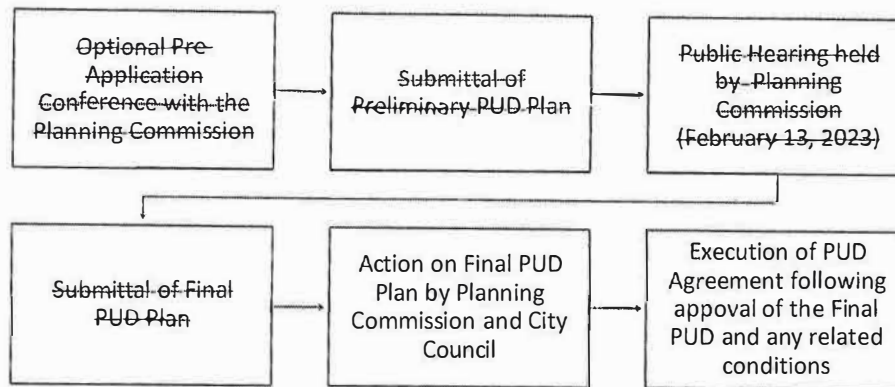 Optional Pre-
Application
Conference with the
Planning Commission
Submittal of
Preliminary PUD Plan
Public Hearing held
by Planning
Commission
(February 13, 2023)
Submittal of Final
PUD Plan
Action on Final PUD
Plan by Planning
Commission and City
Council
Execution of PUD
Agreement following
appoval of the Final
PUD and any related
conditions